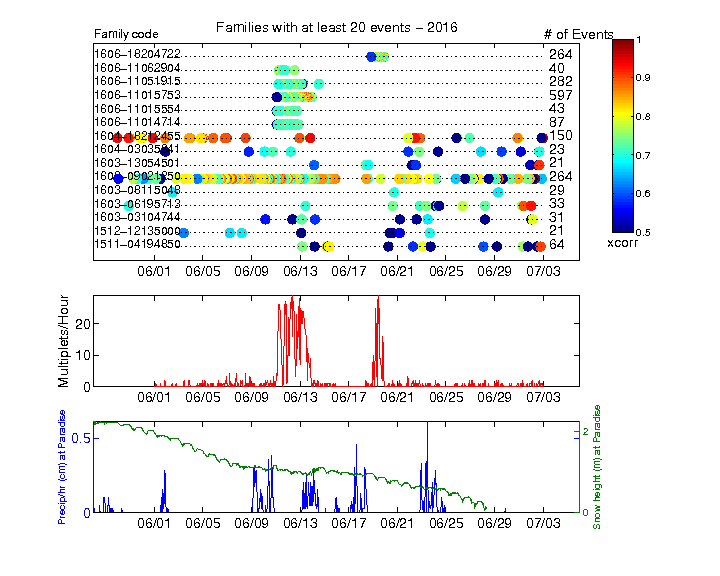 Families with at least 20 events − 2016
Family code
# of Events
1606−18204722 264
1606−11062904 40
1606−11051915 282
1606−11015753 597
1606−11015554 43
1606−11014714 87
1604−18212455 150
1604−03035841 23
1603−13054501 21
1603−09021250 264
1603−08115048 29
1603−06195713 33
1603−03104744 31
1512−12135000 21
1511−04194850 64
06/01 06/05 06/09 06/13 06/17 06/21 06/25 06/29 07/03
1
0.9
0.8
0.7
0.6
0.5
xcorr
Multiplets/Hour
20
10
0
06/01 06/05 06/09 06/13 06/17 06/21 06/25 06/29 07/03
Precip/hr (cm) at Paradise
0.5
0
Snow height (m) at Paradise
2
0
06/01 06/05 06/09 06/13 06/17 06/21 06/25 06/29 07/03